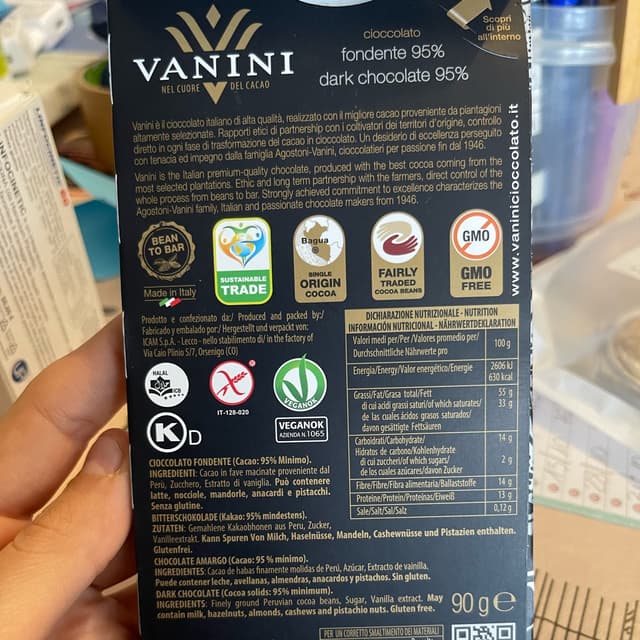 VANINI
NEL CUORE DEL CACAO
cioccolato
fondente 95%
dark chocolate 95%
Scopri
di più
all'interno
Vanini è il cioccolato italiano di alta qualità, realizzato con il migliore cacao proveniente da piantagioni
altamente selezionate. Rapporti etici di partnership con i coltivatori dei territori d'origine, controllo
diretto in ogni fase di trasformazione del cacao in cioccolato. Un desiderio di eccellenza perseguito
con tenacia ed impegno dalla famiglia Agostoni-Vanini, cioccolatieri per passione fin dal 1946.
Vanini is the Italian premium-quality chocolate, produced with the best cocoa coming from the
most selected plantations. Ethic and long term partnership with the farmers, direct control of the
whole process from beans to bar. Strongly achieved commitment to excellence characterizes the
Agostoni-Vanini family, Italian and passionate chocolate makers from 1946.
www.vaninicioccolato.it
BEAN
TO BAR
Made in Italy
SUSTAINABLE
TRADE
Bagua
SINGLE
ORIGIN
COCOA
FAIRLY
TRADED
COCOA BEANS
GMO
GMO
FREE
Prodotto e confezionato da:/ Produced and packed by:/
Fabricado y embalado por:/ Hergestellt und verpackt von:
ICAM S.p.A. - Lecco - nello stabilimento di/ in the factory of
Via Caio Plinio 5/7, Orsenigo (CO)
HALAL
IT-128-020
VEGANOK
K D
VEGANOK
AZIENDA N.1065
DICHIARAZIONE NUTRIZIONALE - NUTRITION
INFORMACIÓN NUTRICIONAL - NÄHRWERTDEKLARATION
Valori medi per/Per /Valores promedio per/
Durchschnittliche Nährwerte pro
100 g
Energia/Energy/Valor energético/Energie
2606 kJ
630 kcal
Grassi/Fat/Grasa total/Fett
55 g
di cui acidi grassi saturi/of which saturates/
33 g
de las cuales ácidos grasos saturados/
davon gesättigte Fettsäuren
Carboidrati/Carbohydrate/
14 g
Hidratos de carbono/Kohlenhydrate
di cui zuccheri/of which sugars/
2 g
de los cuales azúcares/davon Zucker
Fibre/Fibre/Fibra alimentaria/Ballaststoffe
14 g
Proteine/Protein/Proteinas/Eiweiß
13 g
Sale/Salt/Sal/Salz
0,12 g
CIOCCOLATO FONDENTE (Cacao: 95% Minimo).
INGREDIENTI: Cacao in fave macinate proveniente dal
Perù, Zucchero, Estratto di vaniglia. Può contenere
latte, nocciole, mandorle, anacardi e pistacchi.
Senza glutine.
BITTERSCHOKOLADE (Kakao: 95% mindestens).
ZUTATEN: Gemahlene Kakaobhonen aus Peru, Zucker,
Vanilleextrakt. Kann Spuren Von Milch, Haselnüsse, Mandeln, Cashewnüsse und Pistazien enthalten.
Glutenfrei.
CHOCOLATE AMARGO (Cacao: 95 % mínimo).
INGREDIENTES: Cacao de habas finamente molidas de Perú, Azúcar, Extracto de vainilla.
Puede contener leche, avellanas, almendras, anacardos y pistachos. Sin gluten.
DARK CHOCOLATE (Cocoa solids: 95% minimum).
INGREDIENTS: Finely ground Peruvian cocoa beans, Sugar, Vanilla extract. May
contain milk, hazelnuts, almonds, cashews and pistachio nuts. Gluten free.
90 g e
PER UN CORRETTO SMALTIMENTO DEI MATERIALI